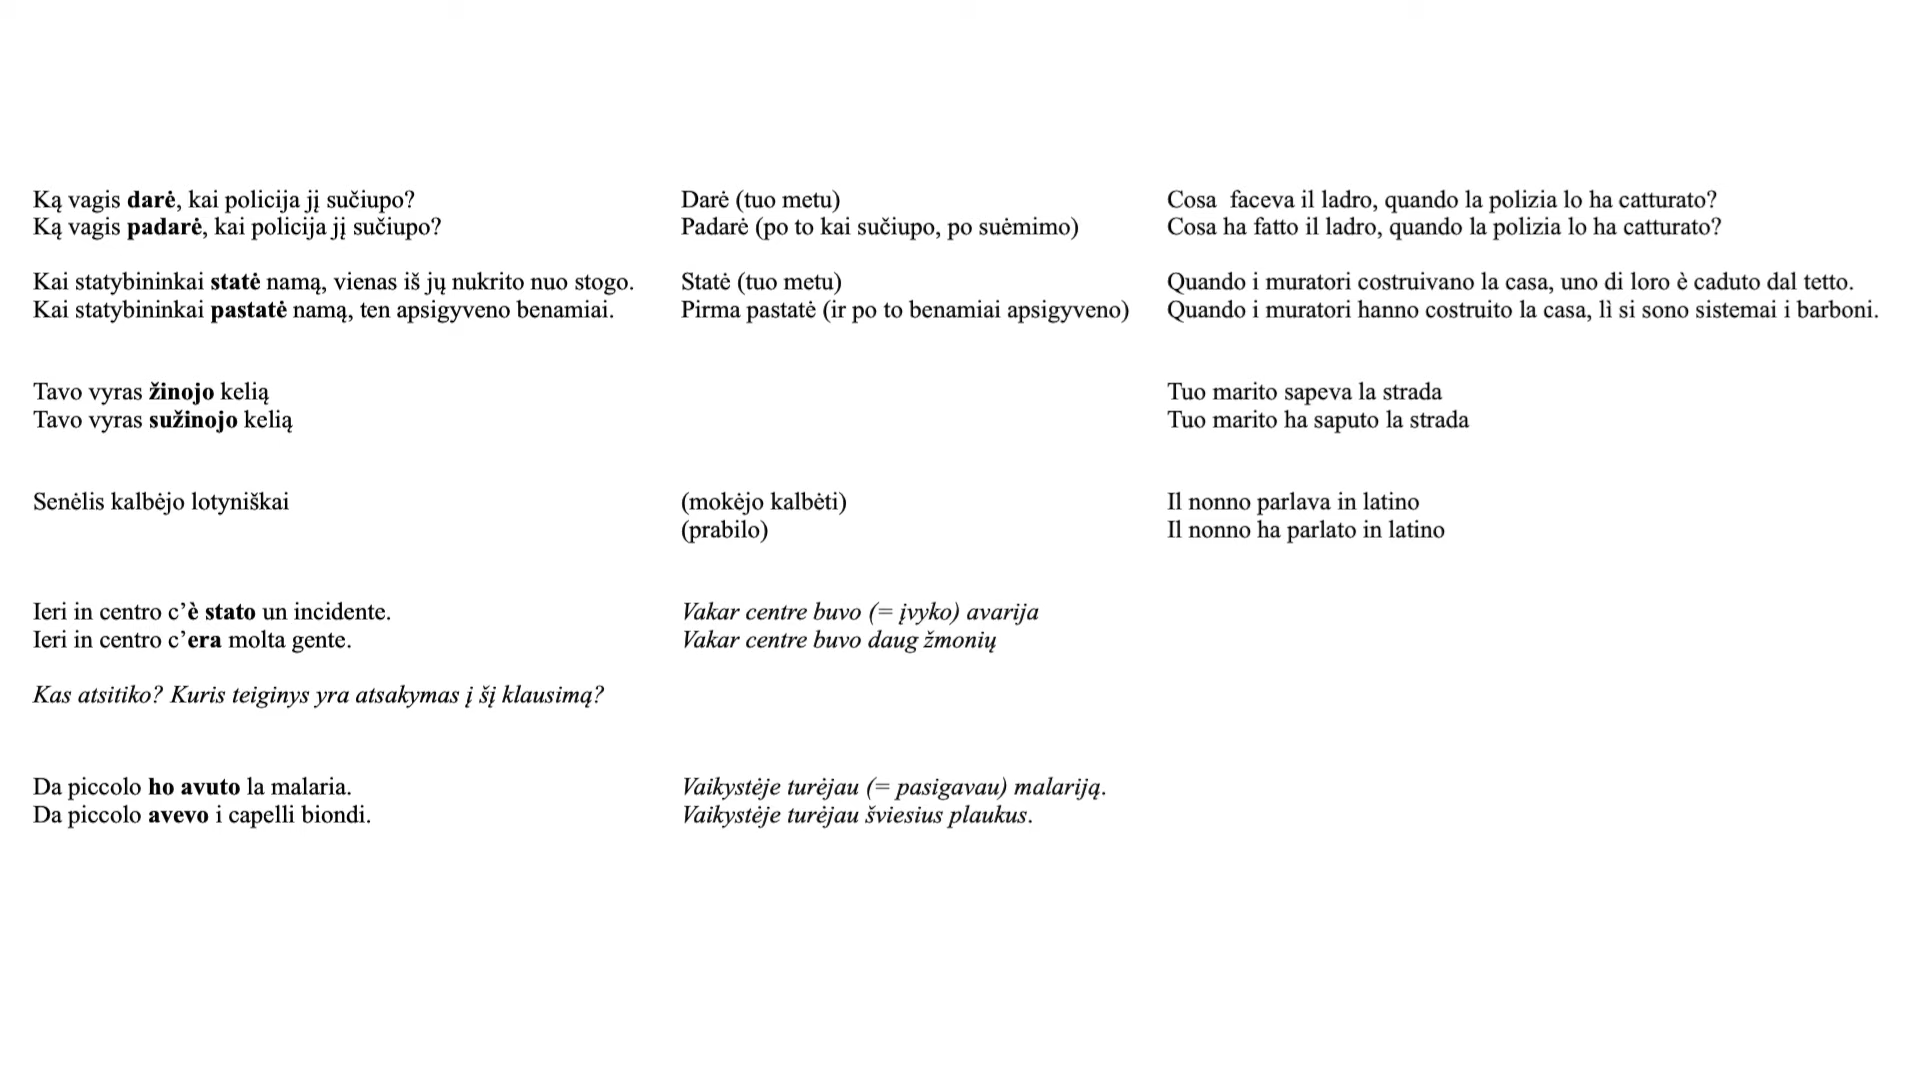 Ką vagis darė, kai policija jį sučiupo? Darė (tuo metu) Cosa  faceva il ladro, quando la polizia lo ha catturato?
Ką vagis padarė, kai policija jį sučiupo? Padarė (po to kai sučiupo, po suėmimo) Cosa ha fatto il ladro, quando la polizia lo ha catturato?
Kai statybininkai statė namą, vienas iš jų nukrito nuo stogo. Statė (tuo metu) Quando i muratori costruivano la casa, uno di loro è caduto dal tetto.
Kai statybininkai pastatė namą, ten apsigyveno benamiai. Pirma pastatė (ir po to benamiai apsigyveno) Quando i muratori hanno costruito la casa, lì si sono sistemai i barboni.
Tavo vyras žinojo kelią Tuo marito sapeva la strada
Tavo vyras sužinojo kelią Tuo marito ha saputo la strada
Senėlis kalbėjo lotyniškai (mokėjo kalbėti) Il nonno parlava in latino
(prabilo) Il nonno ha parlato in latino
Ieri in centro c’è stato un incidente. Vakar centre buvo (= įvyko) avarija
Ieri in centro c’era molta gente. Vakar centre buvo daug žmonių
Kas atsitiko? Kuris teiginys yra atsakymas į šį klausimą?
Da piccolo ho avuto la malaria. Vaikystėje turėjau (= pasigavau) maliariją.
Da piccolo avevo i capelli biondi. Vaikystėje turėjau šviesius plaukus.